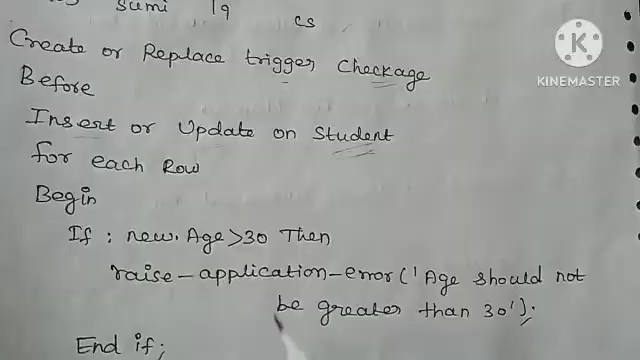 Sumi 19 CS
Create or Replace trigger Checkage
Before
Insert or Update on Student
for each Row
Begin
If : new.Age>30 Then
raise-application-error('Age should not
be greater than 30');
End if;
KINEMASTER